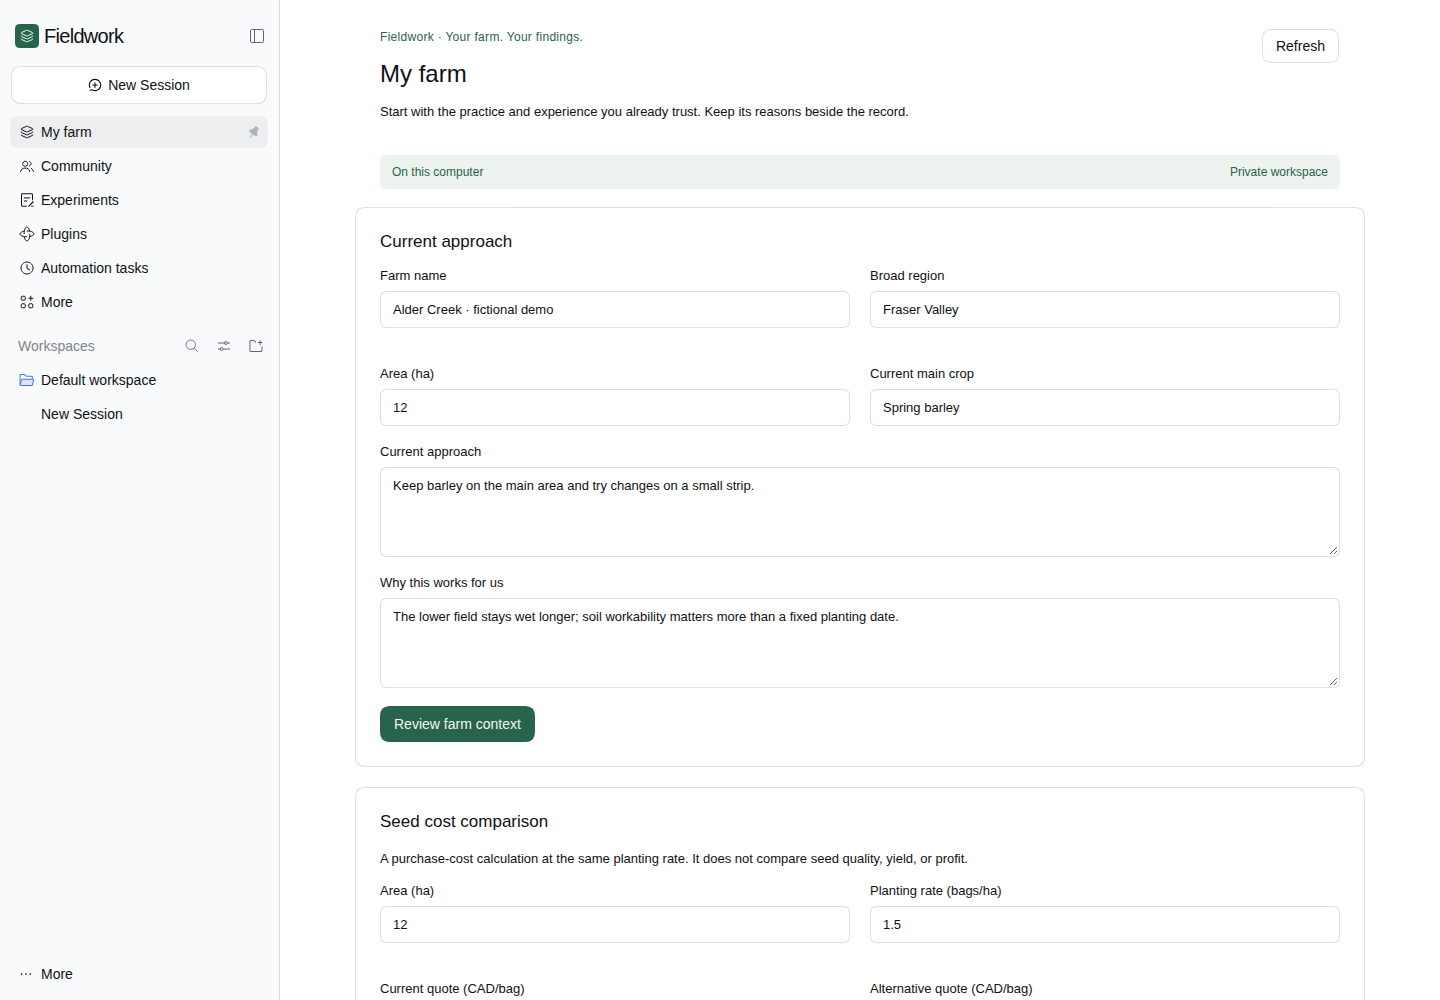 Fieldwork
New Session
My farm
Community
Experiments
Plugins
Automation tasks
More
Workspaces
Default workspace
New Session
More
Fieldwork · Your farm. Your findings.
Refresh
My farm
Start with the practice and experience you already trust. Keep its reasons beside the record.
On this computer
Private workspace
Current approach
Farm name
Broad region
Alder Creek · fictional demo
Fraser Valley
Area (ha)
Current main crop
12
Spring barley
Current approach
Keep barley on the main area and try changes on a small strip.
Why this works for us
The lower field stays wet longer; soil workability matters more than a fixed planting date.
Review farm context
Seed cost comparison
A purchase-cost calculation at the same planting rate. It does not compare seed quality, yield, or profit.
Area (ha)
Planting rate (bags/ha)
12
1.5
Current quote (CAD/bag)
Alternative quote (CAD/bag)